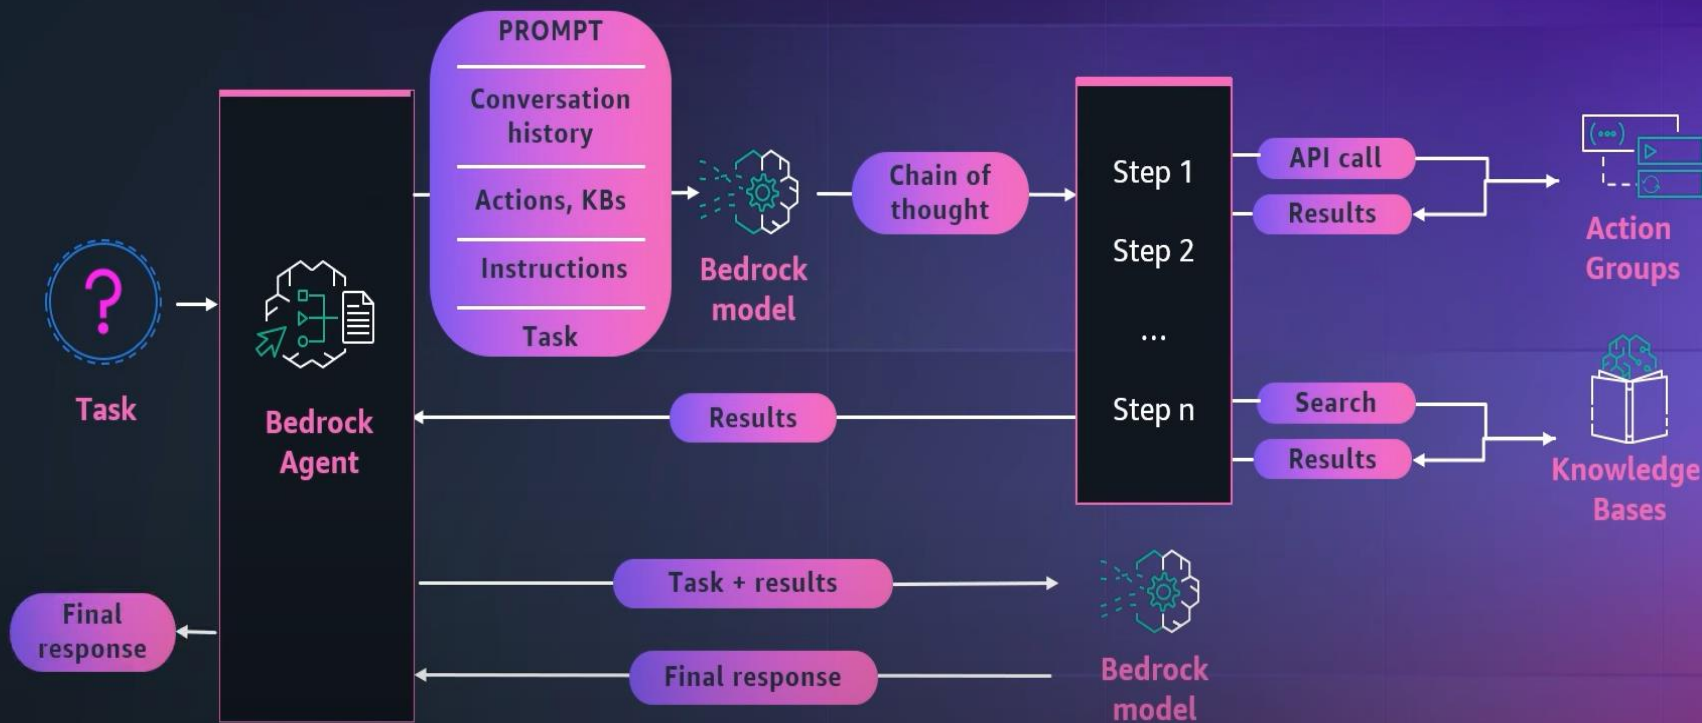 Task
Bedrock
Agent
PROMPT
Conversation
history
Actions, KBs
Instructions
Task
Bedrock
model
Chain of
thought
Step 1
Step 2
...
Step n
API call
Results
Action
Groups
Search
Results
Knowledge
Bases
Results
Task + results
Bedrock
model
Final response
Final
response